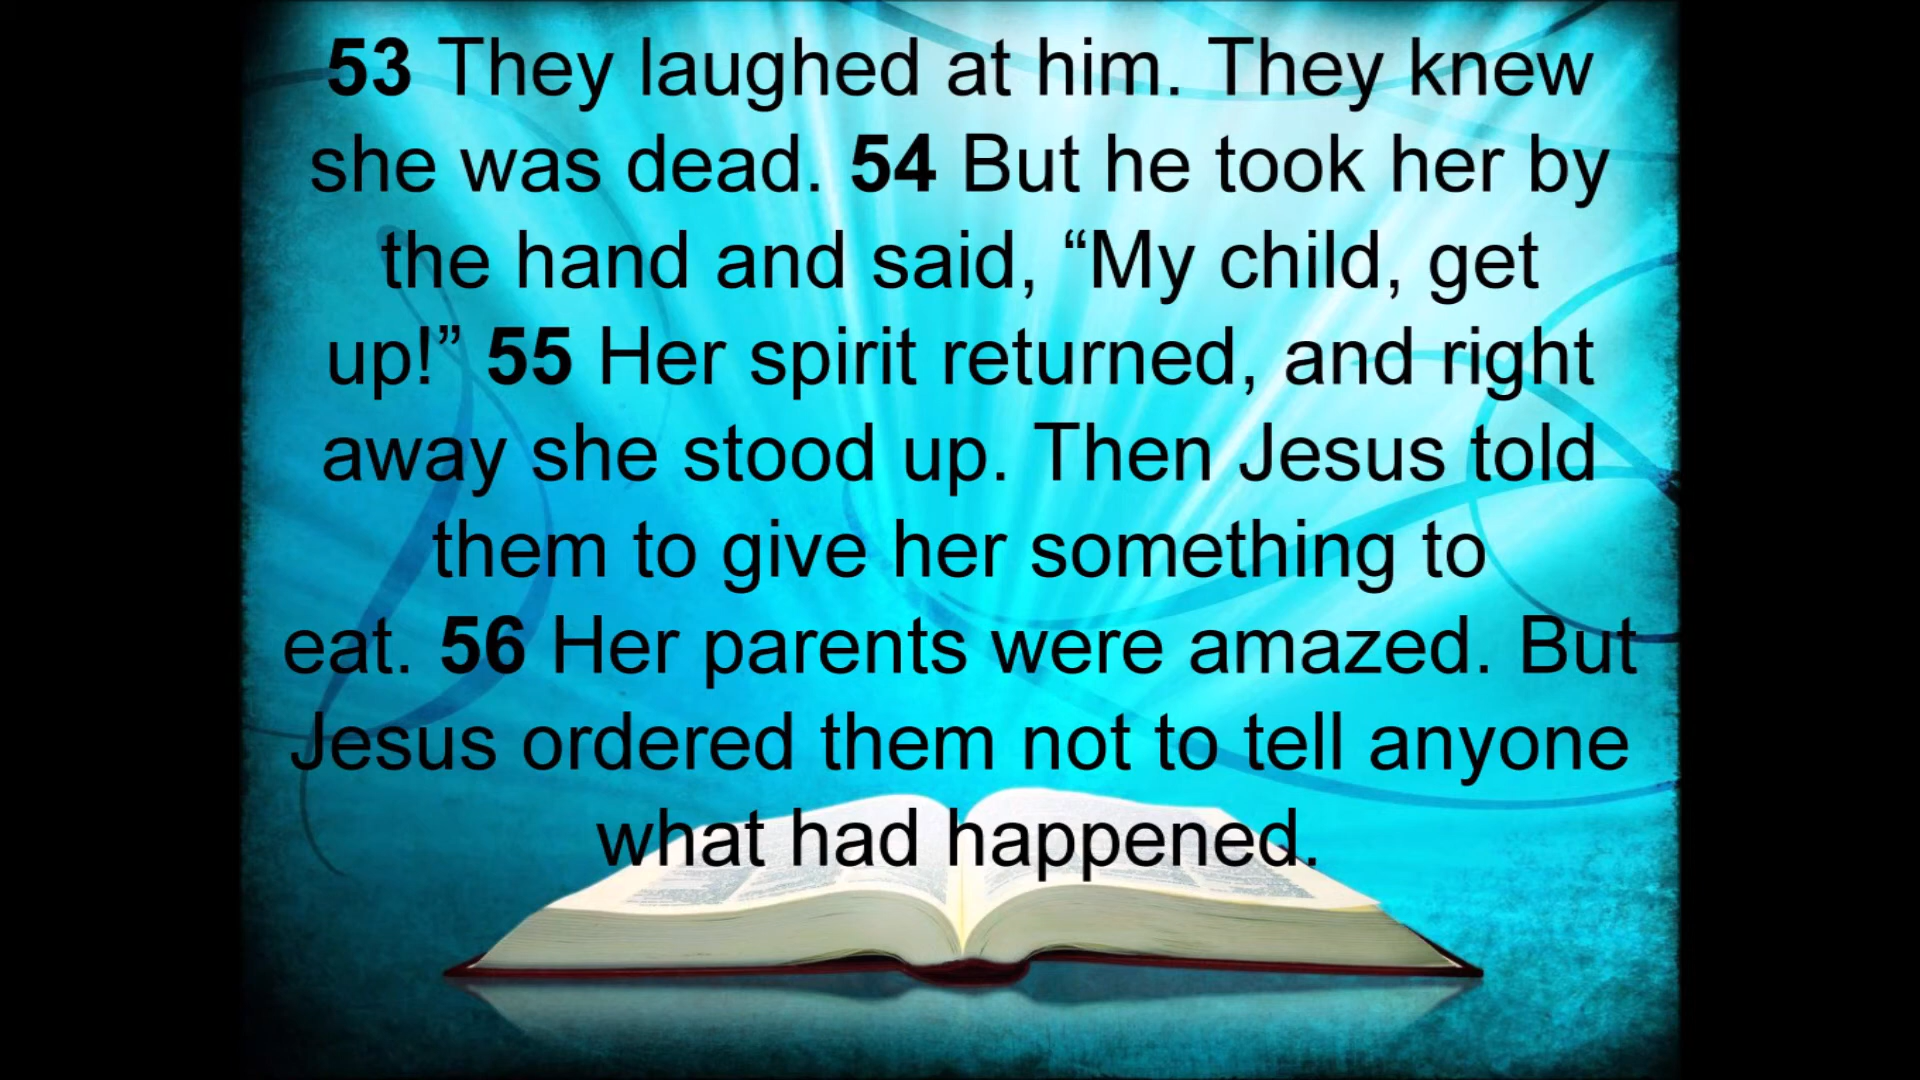 53 They laughed at him. They knew
she was dead. 54 But he took her by
the hand and said, “My child, get
up!” 55 Her spirit returned, and right
away she stood up. Then Jesus told
them to give her something to
eat. 56 Her parents were amazed. But
Jesus ordered them not to tell anyone
what had happened.